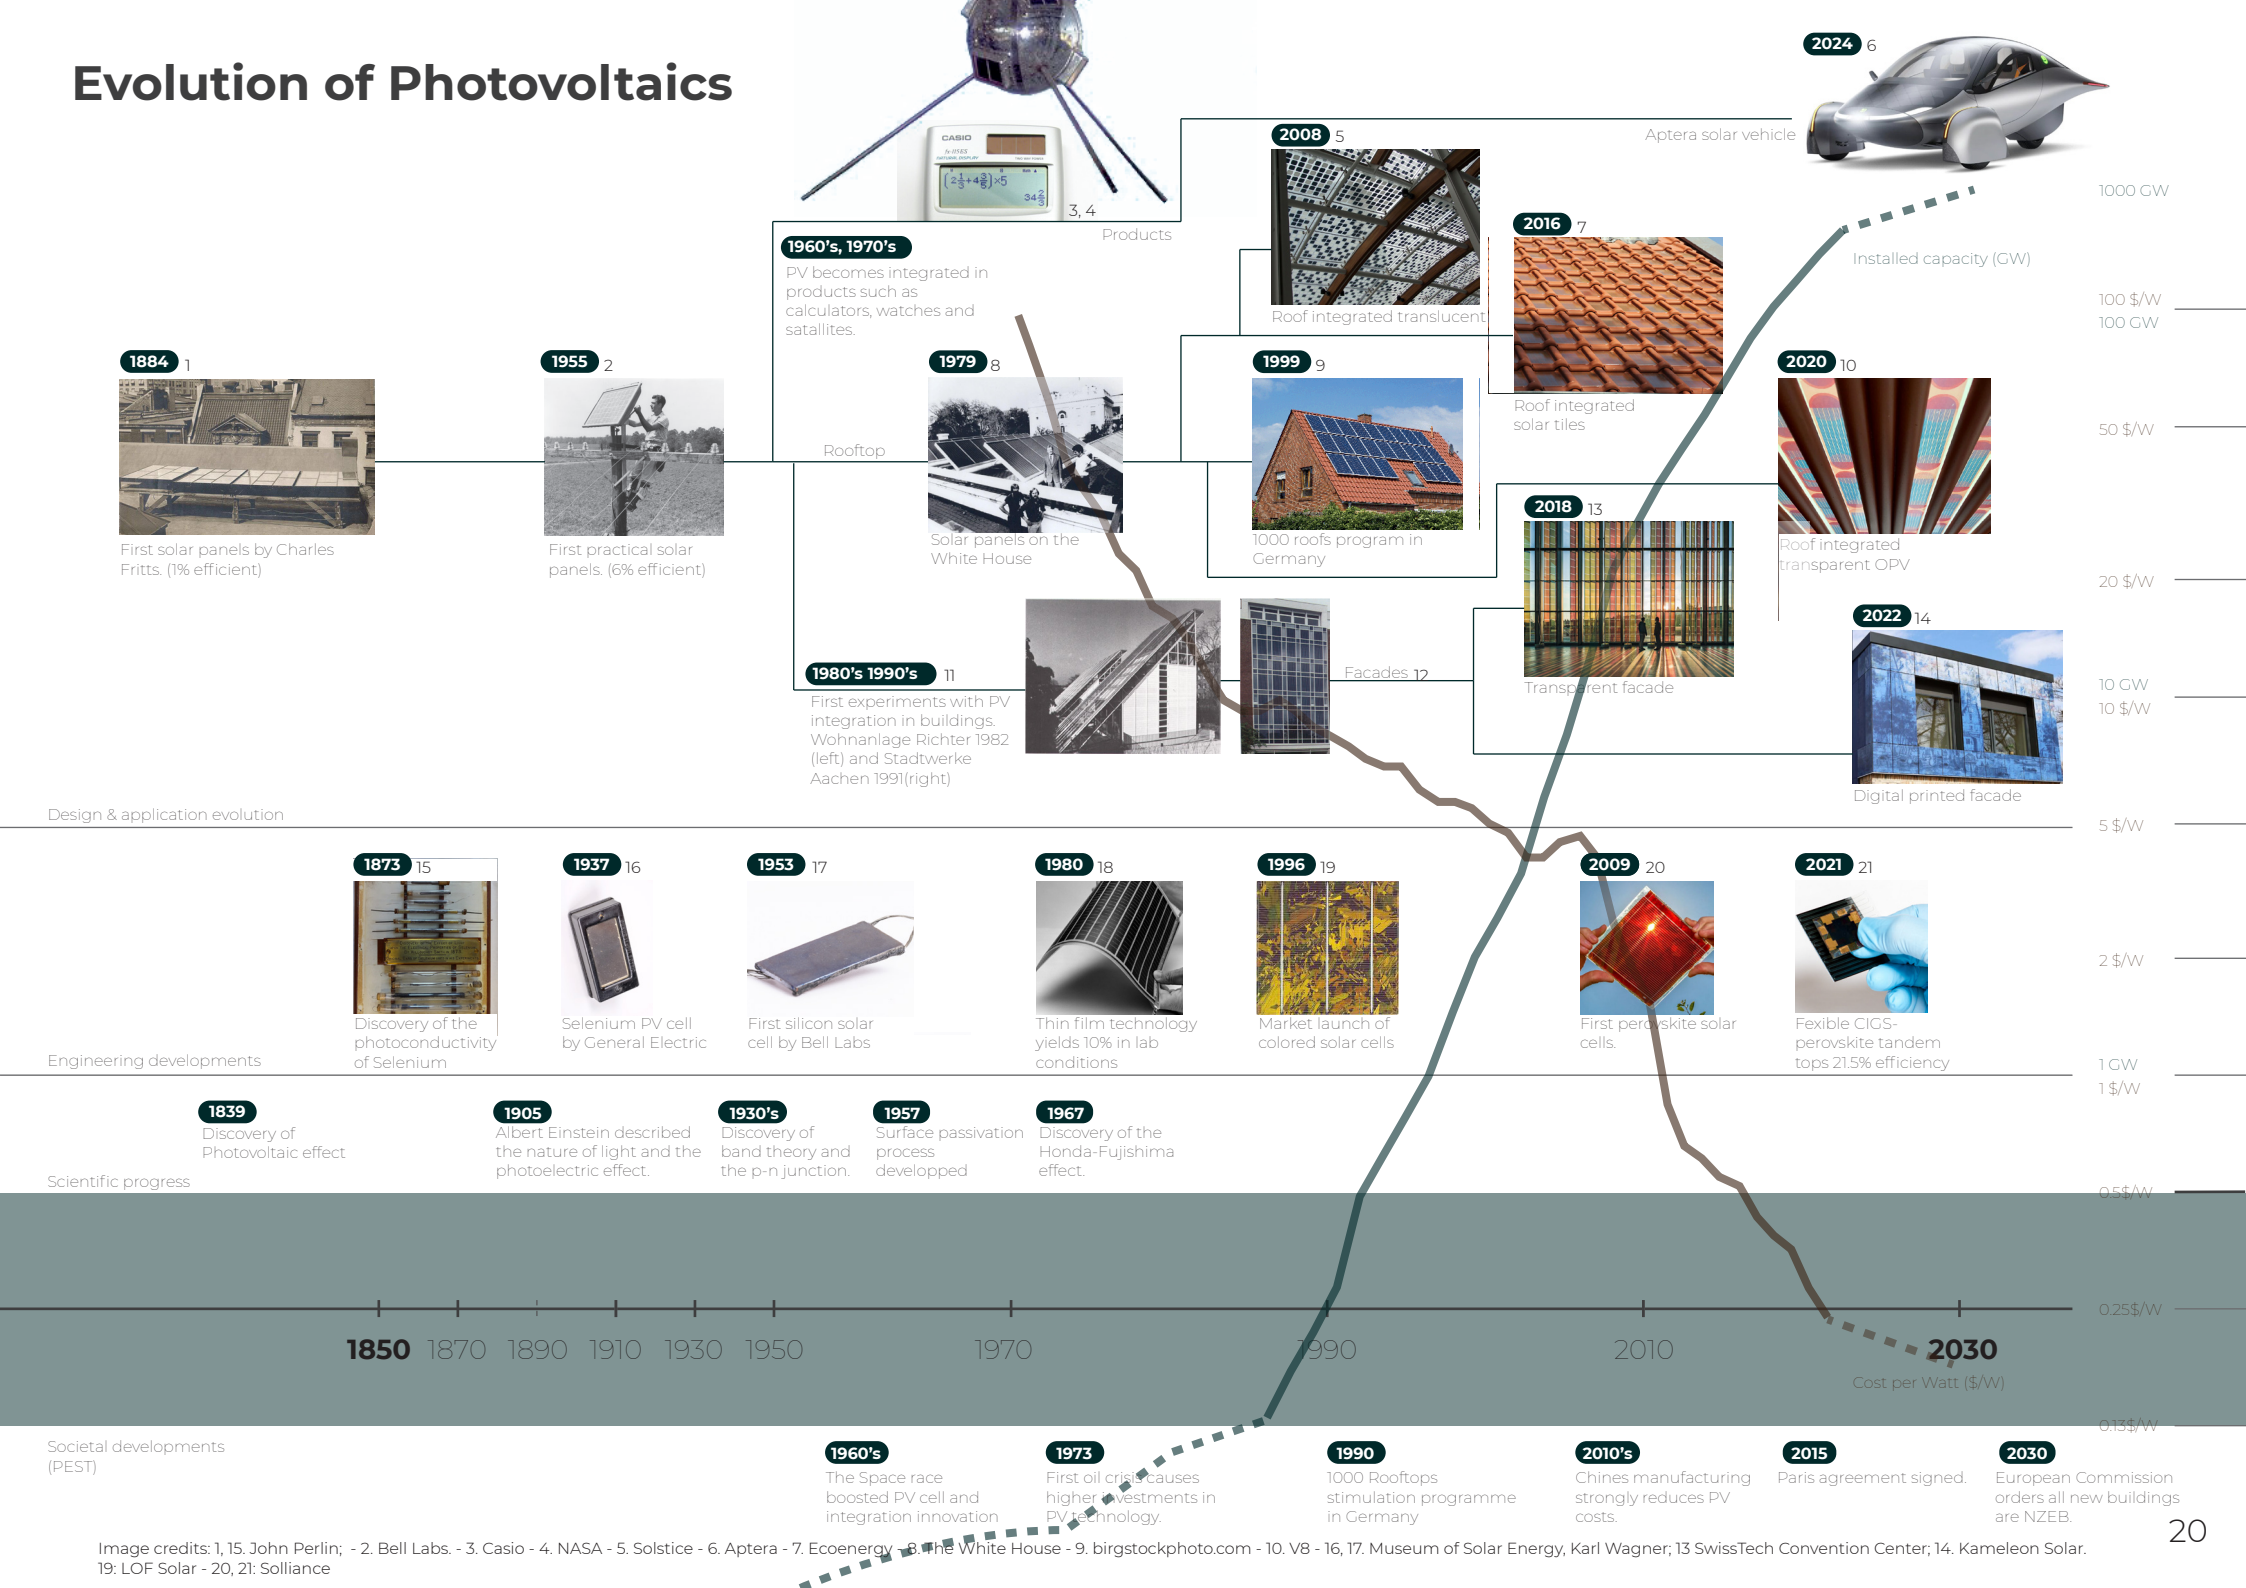 Evolution of Photovoltaics
2024 6
Aptera solar vehicle
CASIO
NATURAL DISPLAY
3, 4
Products
1960's, 1970's
PV becomes integrated in
products such as
calculators, watches and
satallites.
2008 5
Roof integrated translucent
2016 7
Roof integrated
solar tiles
1000 GW
Installed capacity (GW)
100 $/W
100 GW
1884 1
First solar panels by Charles
Fritts. (1% efficient)
1955 2
First practical solar
panels. (6% efficient)
Rooftop
1979 8
Solar panels on the
White House
1999 9
1000 roofs program in
Germany
2020 10
Roof integrated
transparent OPV
50 $/W
2018 13
Transparent facade
20 $/W
2022 14
Digital printed facade
1980's 1990's 11
First experiments with PV
integration in buildings.
Wohnanlage Richter 1982
(left) and Stadtwerke
Aachen 1991(right)
Facades 12
10 GW
10 $/W
Design & application evolution
5 $/W
1873 15
Discovery of the
photoconductivity
of Selenium
1937 16
Selenium PV cell
by General Electric
1953 17
First silicon solar
cell by Bell Labs
1980 18
Thin film technology
yields 10% in lab
conditions
1996 19
Market launch of
colored solar cells
2009 20
First perovskite solar
cells.
2021 21
Fexible CIGS-
perovskite tandem
tops 21.5% efficiency
2 $/W
Engineering developments
1 GW
1 $/W
1839
Discovery of
Photovoltaic effect
1905
Albert Einstein described
the nature of light and the
photoelectric effect.
1930's
Discovery of
band theory and
the p-n junction.
1957
Surface passivation
process
developped
1967
Discovery of the
Honda-Fujishima
effect.
Scientific progress
0.5$/W
0.25$/W
1850 1870 1890 1910 1930 1950 1970 1990 2010 2030
Cost per Watt ($/W)
0.13$/W
Societal developments
(PEST)
1960's
The Space race
boosted PV cell and
integration innovation
1973
First oil crisis causes
higher investments in
PV technology.
1990
1000 Rooftops
stimulation programme
in Germany
2010's
Chines manufacturing
strongly reduces PV
costs.
2015
Paris agreement signed.
2030
European Commission
orders all new buildings
are NZEB.
20
Image credits: 1, 15. John Perlin;  - 2. Bell Labs. - 3. Casio - 4. NASA - 5. Solstice - 6. Aptera - 7. Ecoenergy - 8. The White House - 9. birgstockphoto.com - 10. V8 - 16, 17. Museum of Solar Energy, Karl Wagner; 13 SwissTech Convention Center; 14. Kameleon Solar.
19: LOF Solar - 20, 21: Solliance